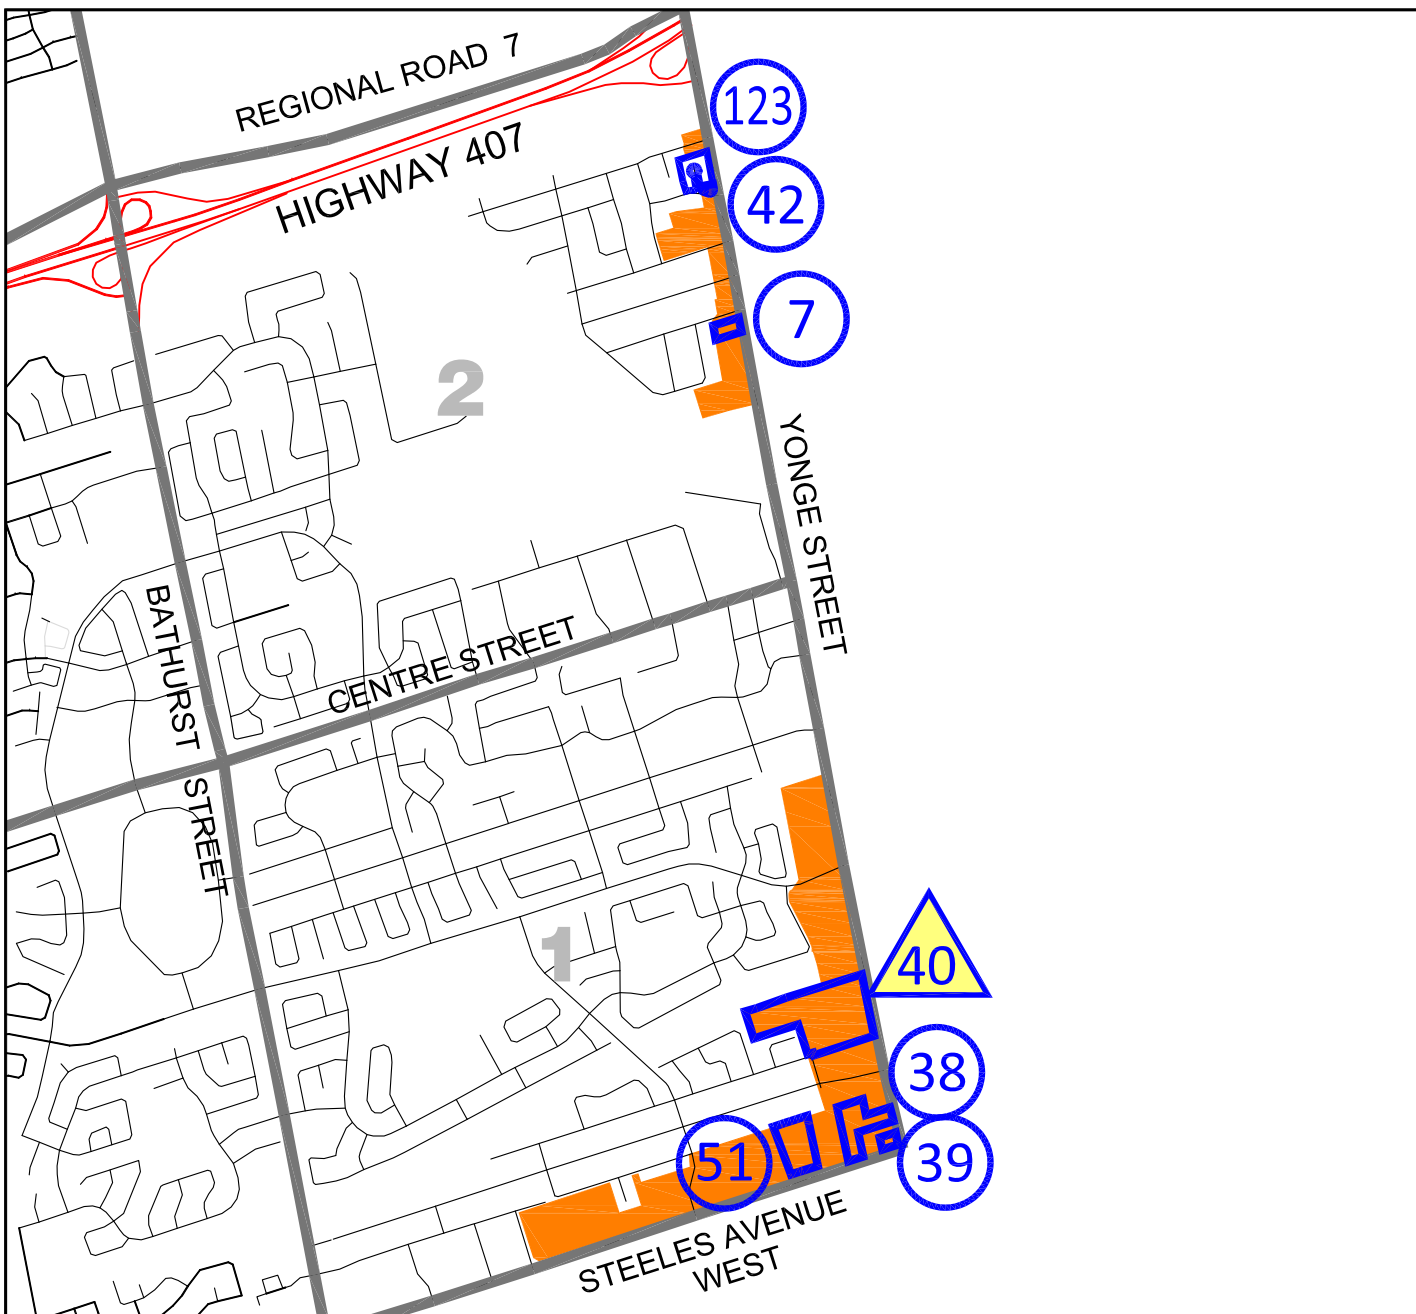 REGIONAL ROAD 7
HIGHWAY 407
123
42
7
2
YONGE STREET
BATHURST STREET
CENTRE STREET
1
40
38
51
39
STEELES AVENUE
WEST